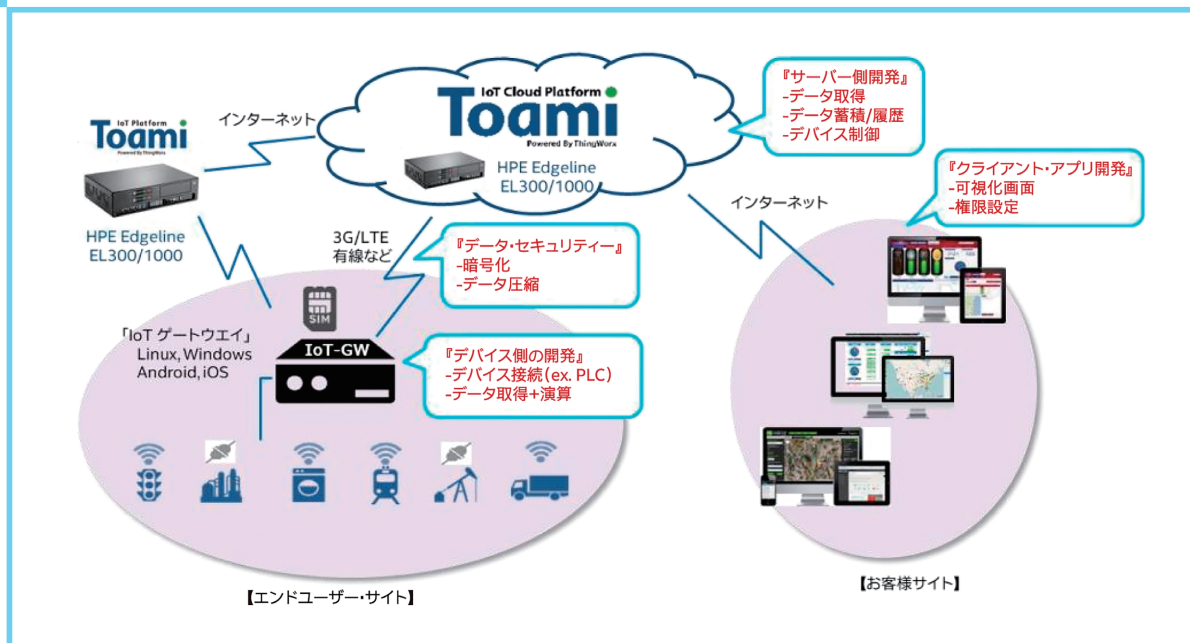 IoT Cloud Platform
Toami
Powered By ThingWorx
HPE Edgeline
EL300/1000
インターネット
IoT Platform
Toami
Powered By ThingWorx
HPE Edgeline
EL300/1000
『サーバー側開発』
-データ取得
-データ蓄積/履歴
-デバイス制御
『クライアント・アプリ開発』
-可視化画面
-権限設定
インターネット
3G/LTE
有線など
『データ・セキュリティー』
-暗号化
-データ圧縮
SIM
「IoT ゲートウエイ」
Linux,Windows
Android,iOS
IoT-GW
『デバイス側の開発』
-デバイス接続(ex. PLC)
-データ取得+演算
【エンドユーザー・サイト】
【お客様サイト】